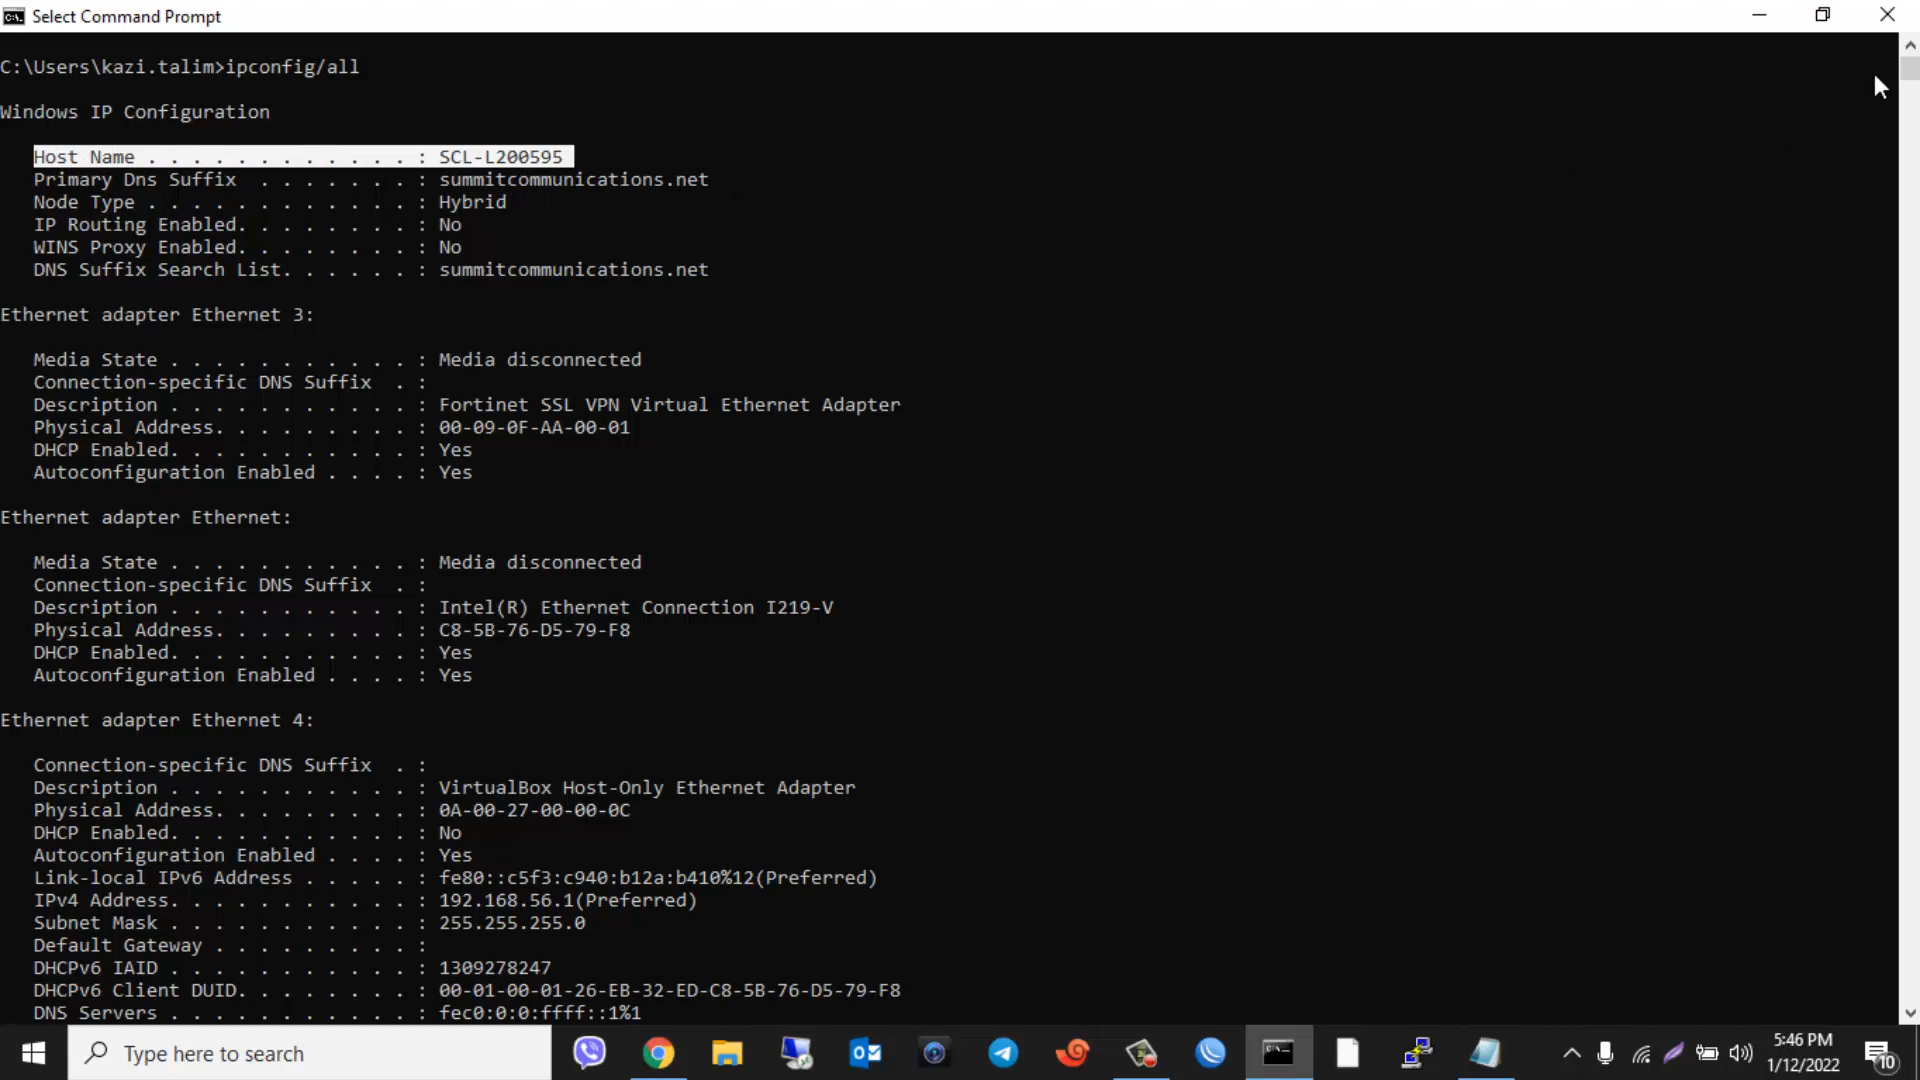 Select Command Prompt
C:\Users\kazi.talim>ipconfig/all
Windows IP Configuration
Host Name . . . . . . . . . . . . : SCL-L200595
Primary Dns Suffix  . . . . . . . : summitcommunications.net
Node Type . . . . . . . . . . . . : Hybrid
IP Routing Enabled. . . . . . . . : No
WINS Proxy Enabled. . . . . . . . : No
DNS Suffix Search List. . . . . . : summitcommunications.net
Ethernet adapter Ethernet 3:
Media State . . . . . . . . . . . : Media disconnected
Connection-specific DNS Suffix  . :
Description . . . . . . . . . . . : Fortinet SSL VPN Virtual Ethernet Adapter
Physical Address. . . . . . . . . : 00-09-0F-AA-00-01
DHCP Enabled. . . . . . . . . . . : Yes
Autoconfiguration Enabled . . . . : Yes
Ethernet adapter Ethernet:
Media State . . . . . . . . . . . : Media disconnected
Connection-specific DNS Suffix  . :
Description . . . . . . . . . . . : Intel(R) Ethernet Connection I219-V
Physical Address. . . . . . . . . : C8-5B-76-D5-79-F8
DHCP Enabled. . . . . . . . . . . : Yes
Autoconfiguration Enabled . . . . : Yes
Ethernet adapter Ethernet 4:
Connection-specific DNS Suffix  . :
Description . . . . . . . . . . . : VirtualBox Host-Only Ethernet Adapter
Physical Address. . . . . . . . . : 0A-00-27-00-00-0C
DHCP Enabled. . . . . . . . . . . : No
Autoconfiguration Enabled . . . . : Yes
Link-local IPv6 Address . . . . . : fe80::c5f3:c940:b12a:b410%12(Preferred)
IPv4 Address. . . . . . . . . . . : 192.168.56.1(Preferred)
Subnet Mask . . . . . . . . . . . : 255.255.255.0
Default Gateway . . . . . . . . . :
DHCPv6 IAID . . . . . . . . . . . : 1309278247
DHCPv6 Client DUID. . . . . . . . : 00-01-00-01-26-EB-32-ED-C8-5B-76-D5-79-F8
DNS Servers . . . . . . . . . . . : fec0:0:0:ffff::1%1
Type here to search
5:46 PM
1/12/2022
10